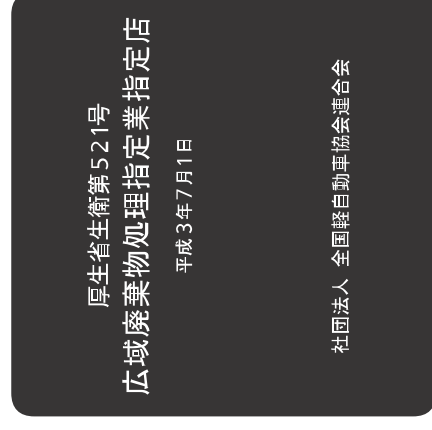 厚生省生衛第521号
広域廃棄物処理指定業指定店
平成3年7月1日
社団法人 全国軽自動車協会連合会